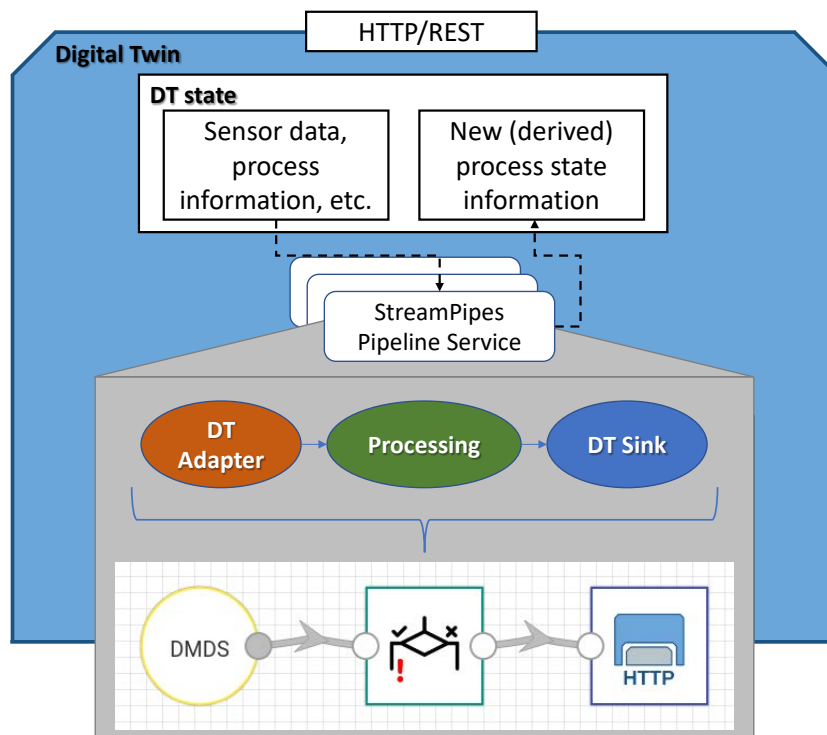 HTTP/REST
Digital Twin
DT state
Sensor data,
process
information, etc.
New (derived)
process state
information
StreamPipes
Pipeline Service
DT
Adapter
Processing
DT Sink
DMDS
!
HTTP